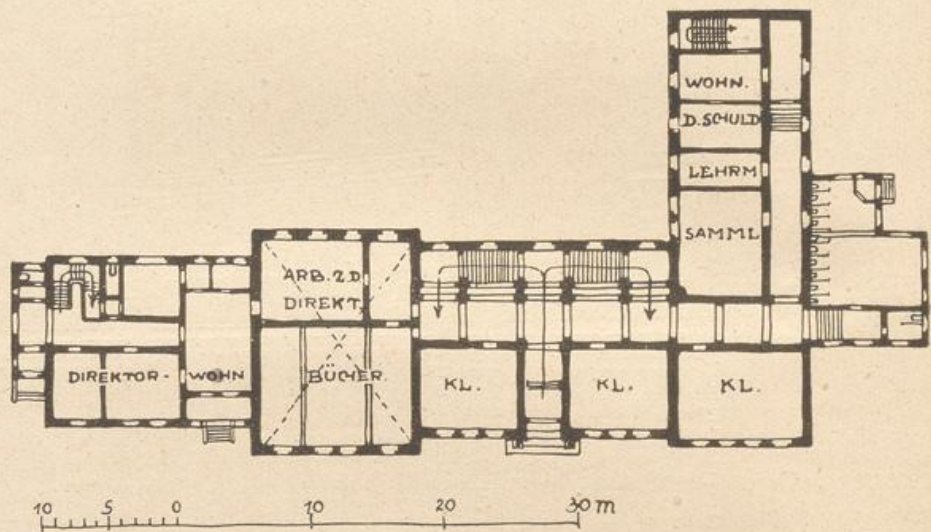 WOHN.
D. SCHULD
LEHRM
SAMML
ARB. Z D
DIREKT.
DIREKTOR - WOHN
BÜCHER.
KL.
KL.
KL.
10 5 0 10 20 30 m